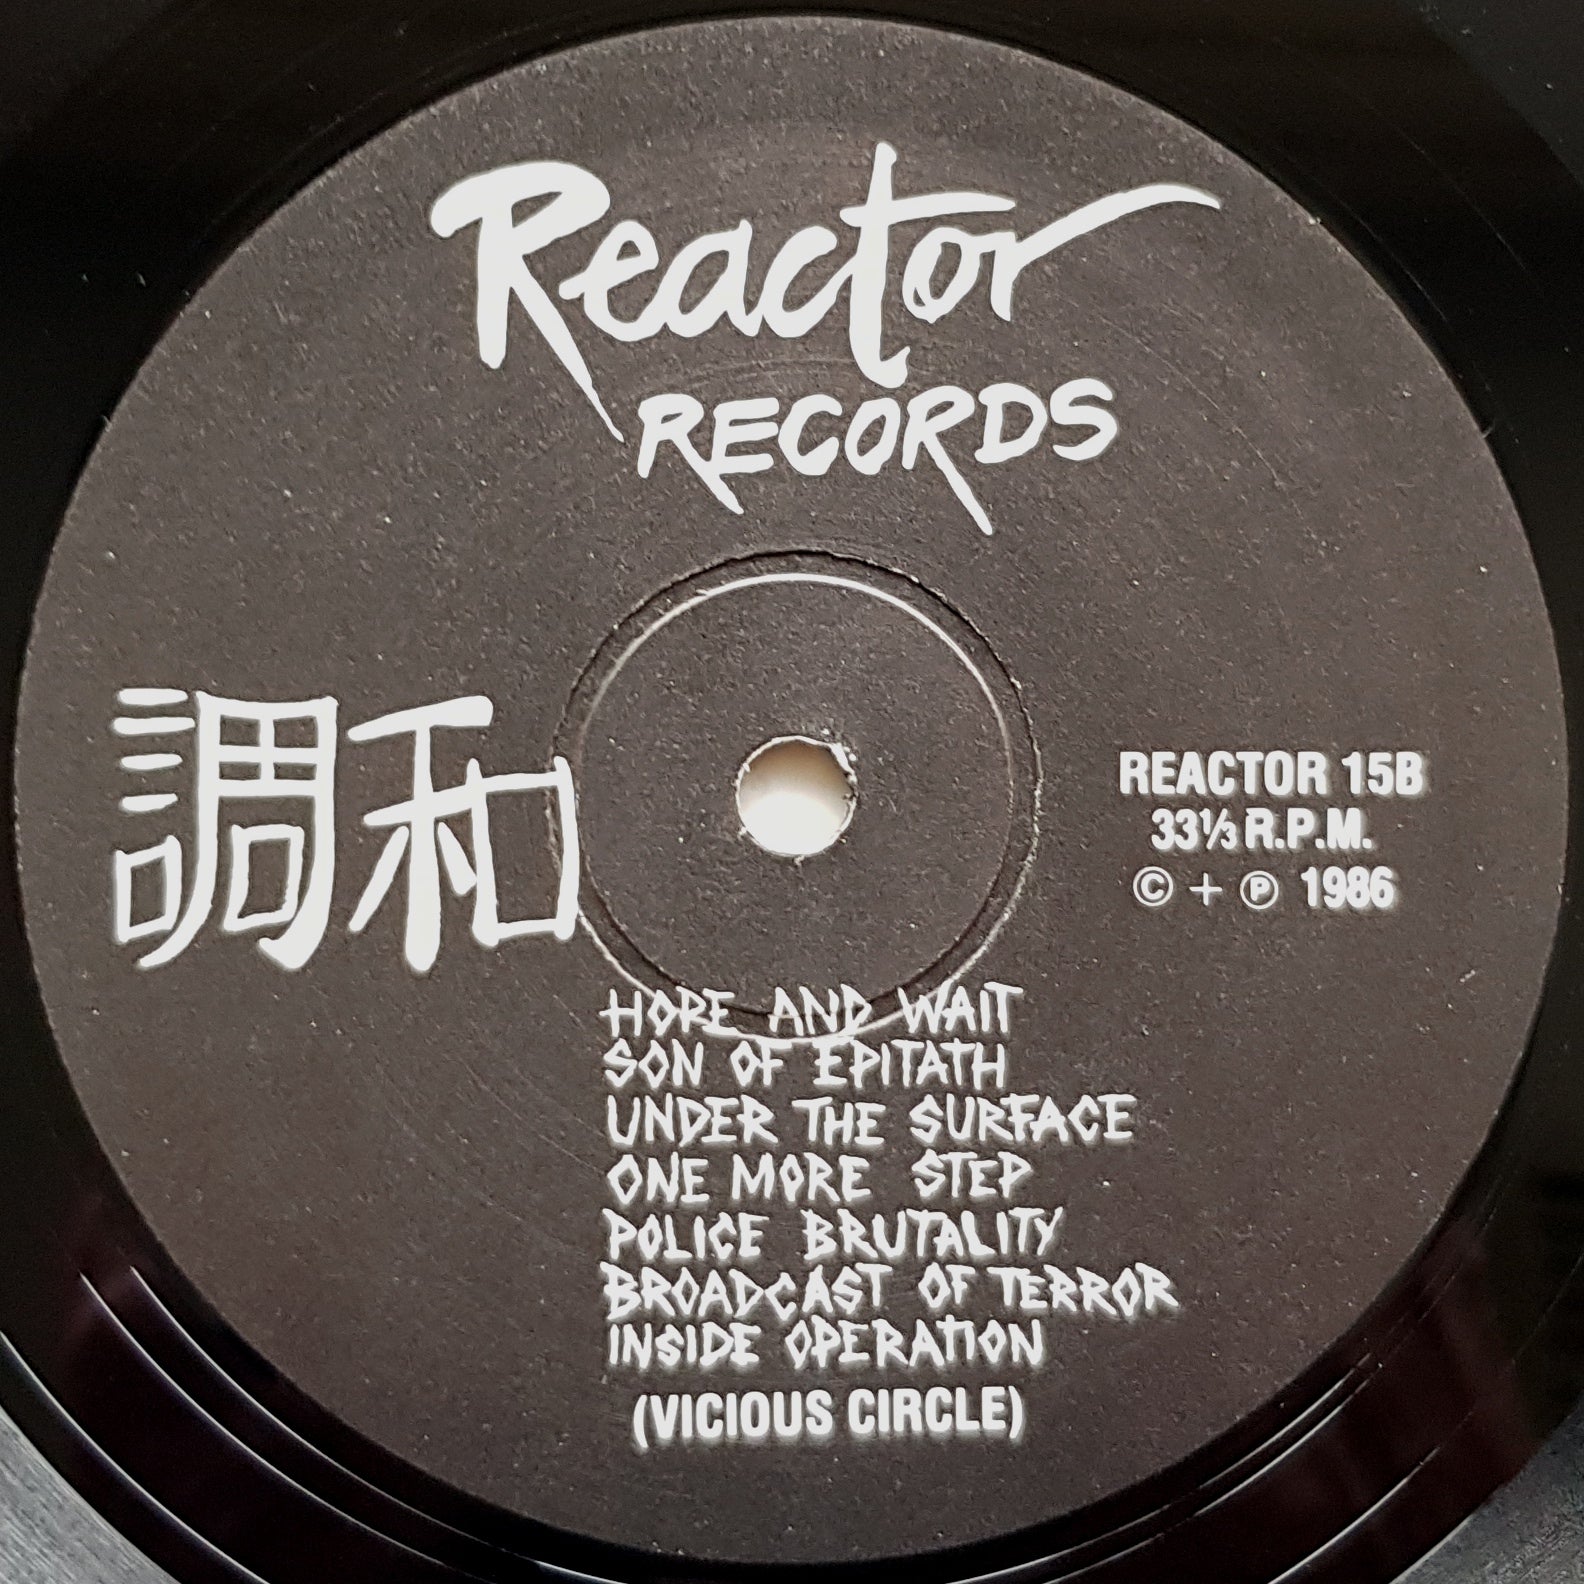 Reactor
RECORDS
調和
REACTOR 15B
33⅓ R.P.M.
© + ℗ 1986
HOPE AND WAIT
SON OF EPITATH
UNDER THE SURFACE
ONE MORE STEP
POLICE BRUTALITY
BROADCAST OF TERROR
INSIDE OPERATION
(VICIOUS CIRCLE)